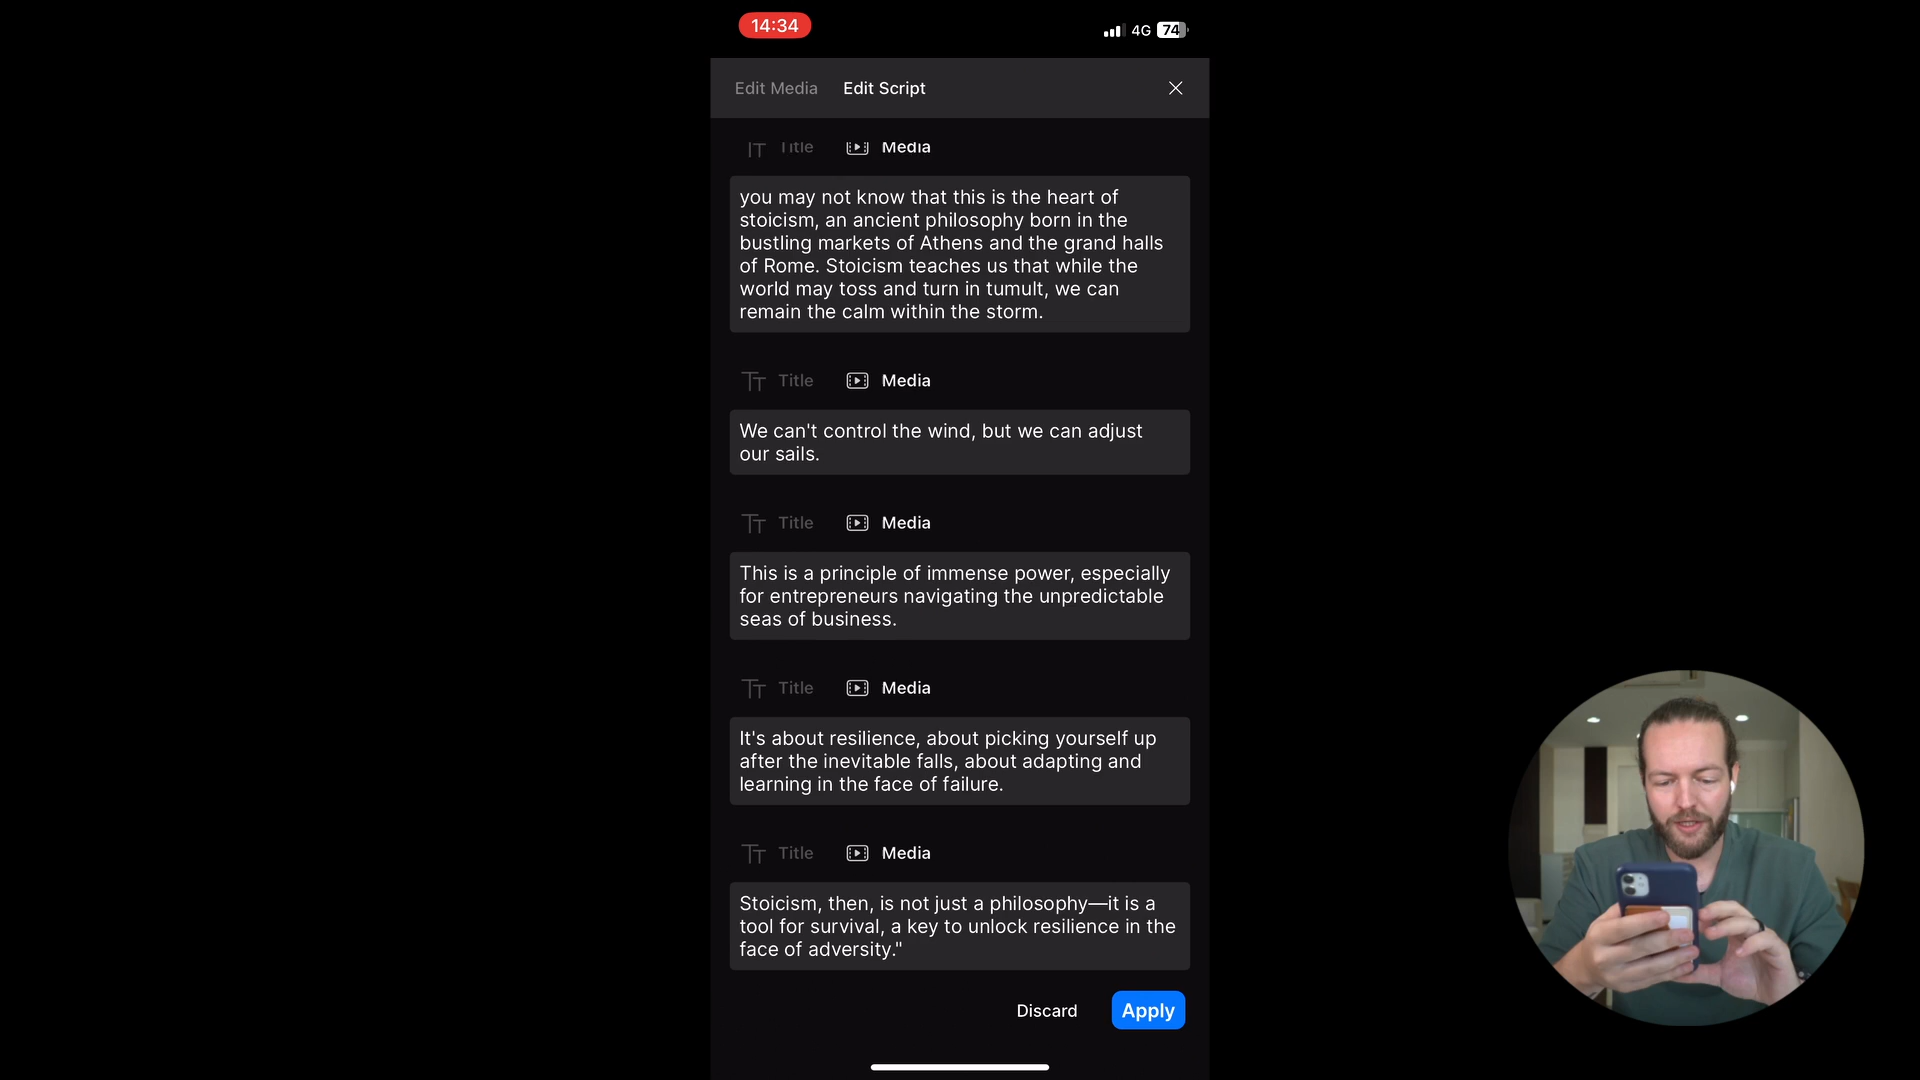 14:34
4G 74
Edit Media Edit Script
Title Media
you may not know that this is the heart of
stoicism, an ancient philosophy born in the
bustling markets of Athens and the grand halls
of Rome. Stoicism teaches us that while the
world may toss and turn in tumult, we can
remain the calm within the storm.
Title Media
We can't control the wind, but we can adjust
our sails.
Title Media
This is a principle of immense power, especially
for entrepreneurs navigating the unpredictable
seas of business.
Title Media
It's about resilience, about picking yourself up
after the inevitable falls, about adapting and
learning in the face of failure.
Title Media
Stoicism, then, is not just a philosophy—it is a
tool for survival, a key to unlock resilience in the
face of adversity."
Discard Apply